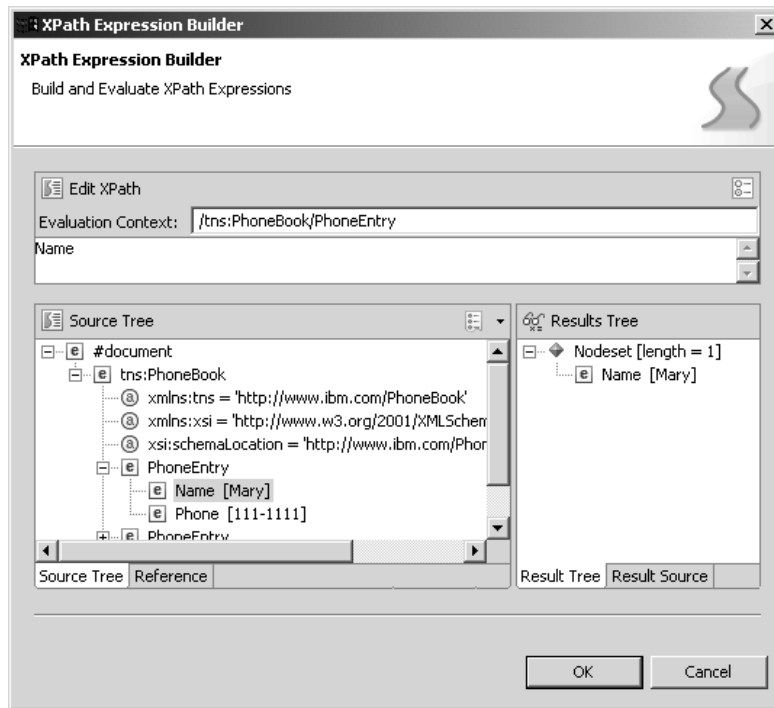 XPath Expression Builder
XPath Expression Builder
Build and Evaluate XPath Expressions
Edit XPath
Evaluation Context: /tns:PhoneBook/PhoneEntry
Name
Source Tree
#document
tns:PhoneBook
xmlns:tns = 'http://www.ibm.com/PhoneBook'
xmlns:xsi = 'http://www.w3.org/2001/XMLSchem
xsi:schemaLocation = 'http://www.ibm.com/Phor
PhoneEntry
Name [Mary]
Phone [111-1111]
PhoneEntry
Source Tree Reference
Results Tree
Nodeset [length = 1]
Name [Mary]
Result Tree Result Source
OK Cancel